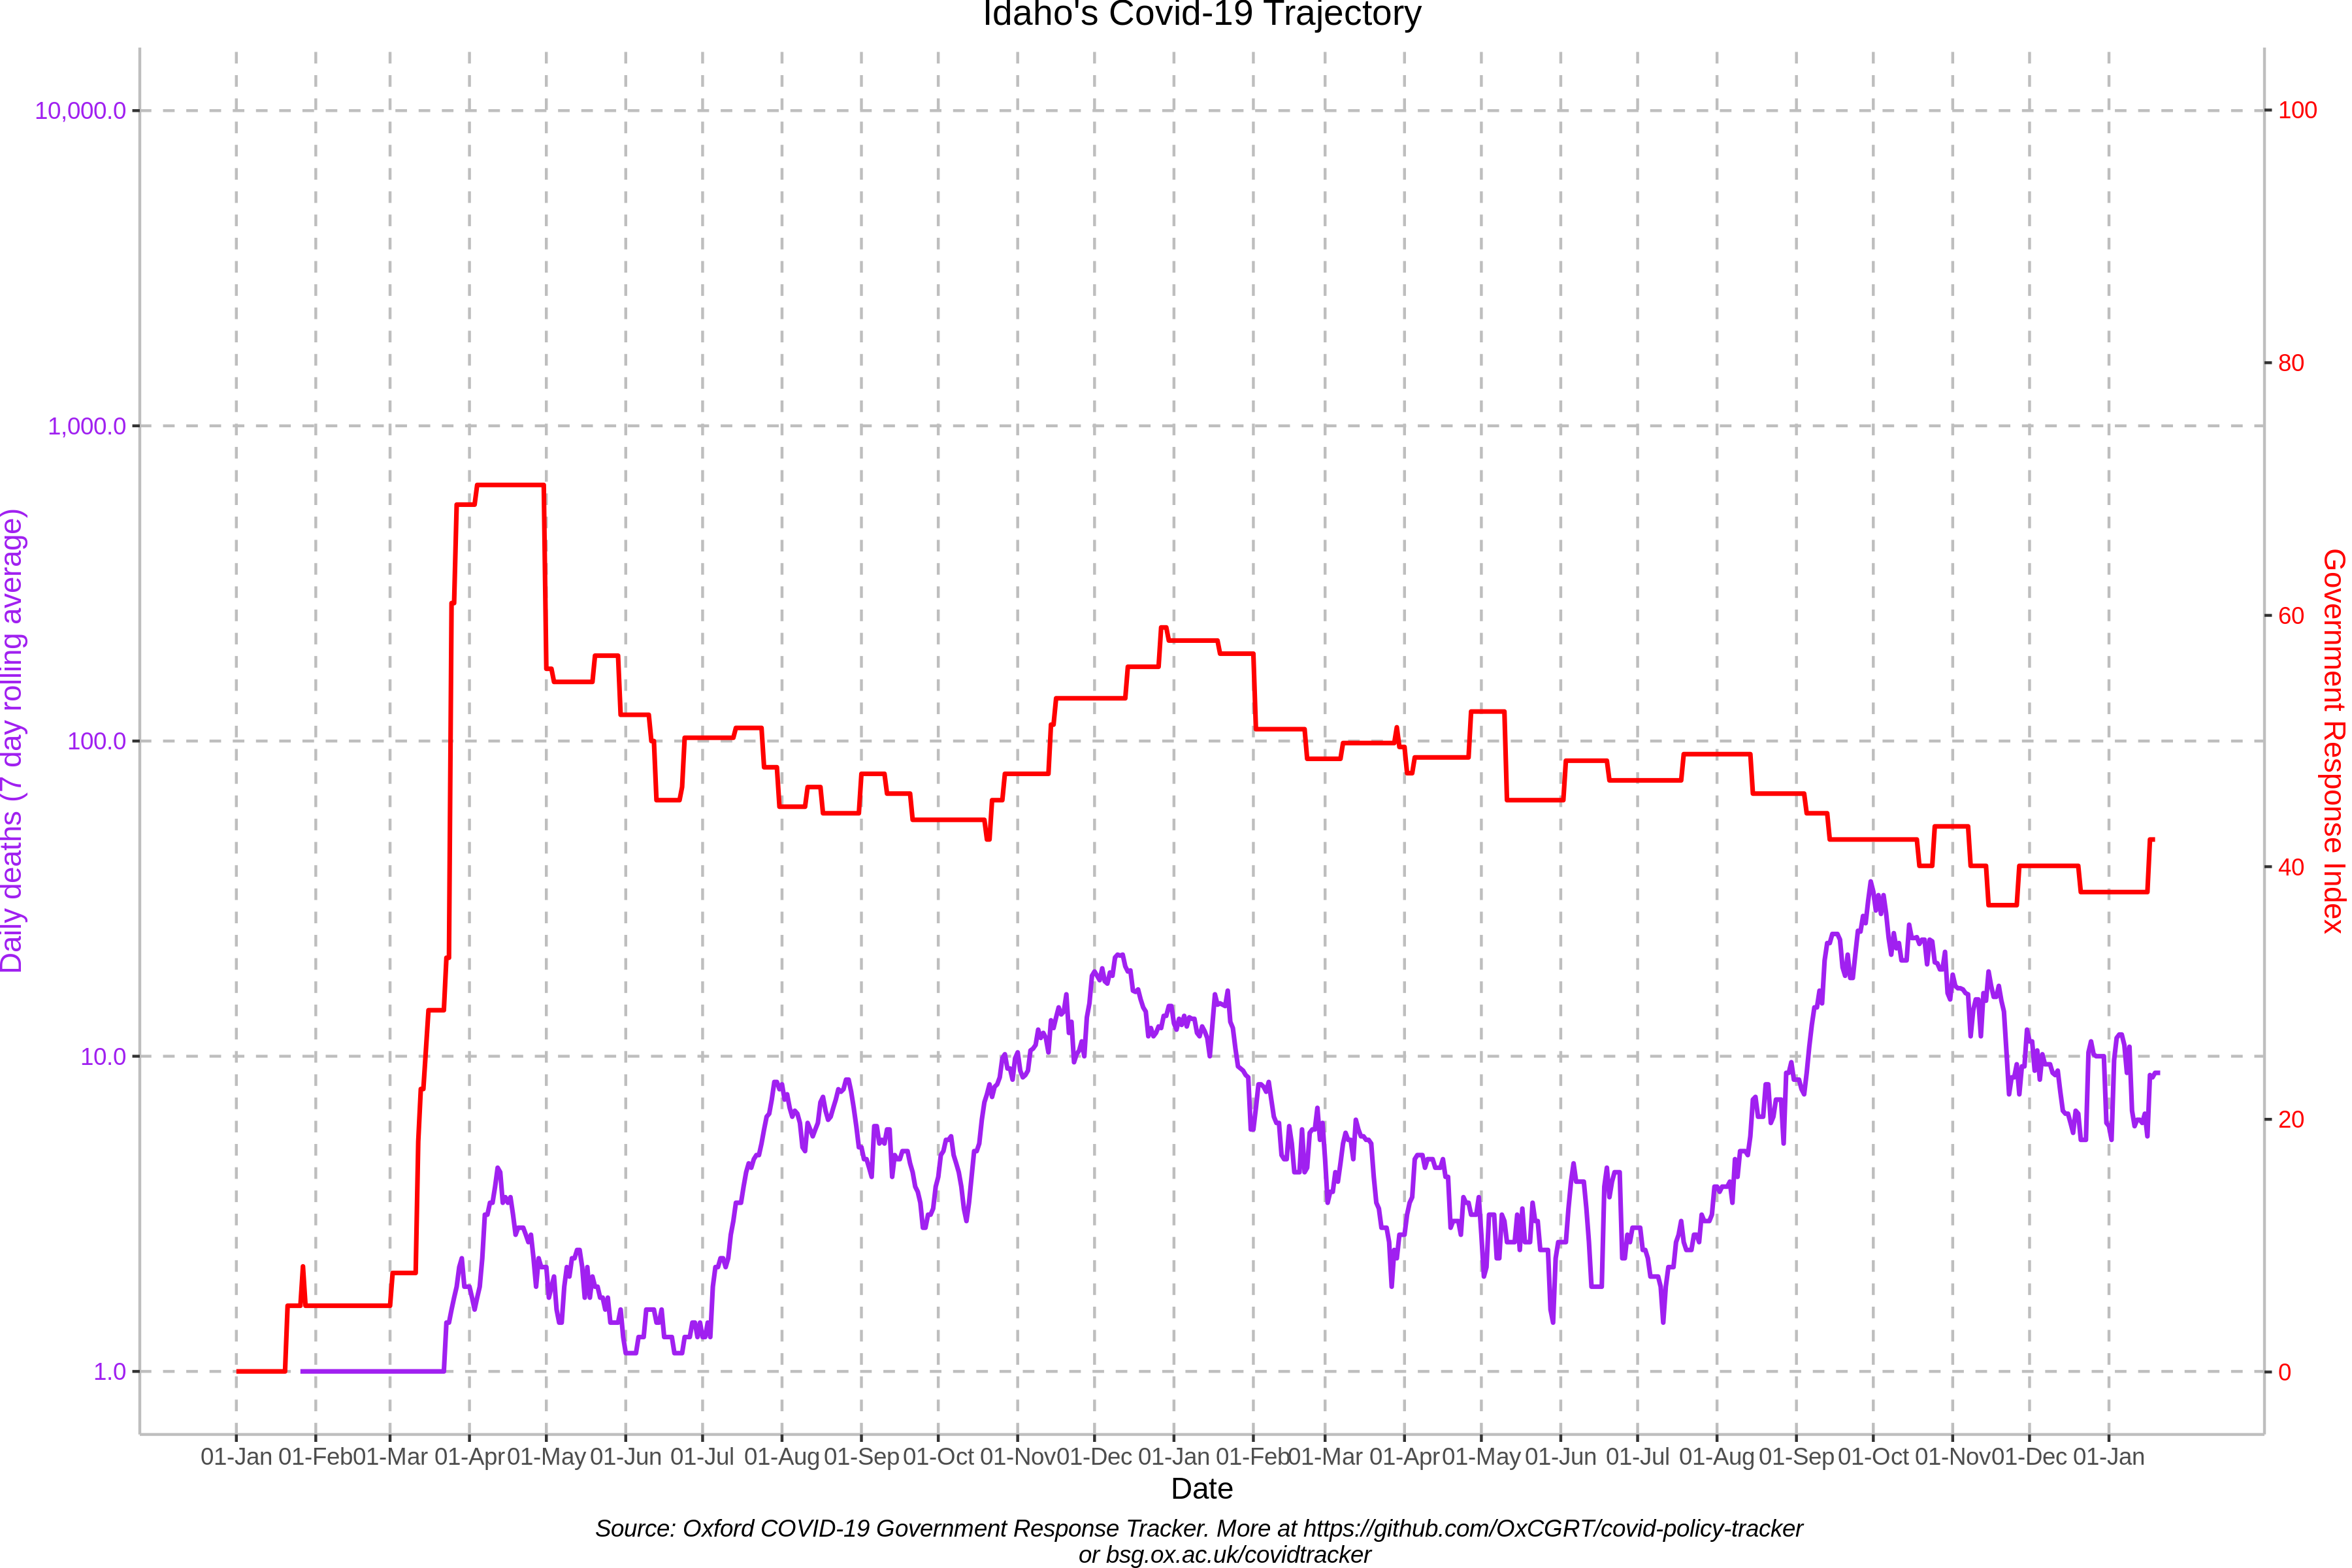 Idaho's Covid-19 Trajectory
10,000.0
1,000.0
100.0
10.0
1.0
Daily deaths (7 day rolling average)
100
80
60
40
20
0
Government Response Index
01-Jan 01-Feb 01-Mar 01-Apr 01-May 01-Jun 01-Jul 01-Aug 01-Sep 01-Oct 01-Nov 01-Dec 01-Jan 01-Feb 01-Mar 01-Apr 01-May 01-Jun 01-Jul 01-Aug 01-Sep 01-Oct 01-Nov 01-Dec 01-Jan
Date
Source: Oxford COVID-19 Government Response Tracker. More at https://github.com/OxCGRT/covid-policy-tracker
or bsg.ox.ac.uk/covidtracker